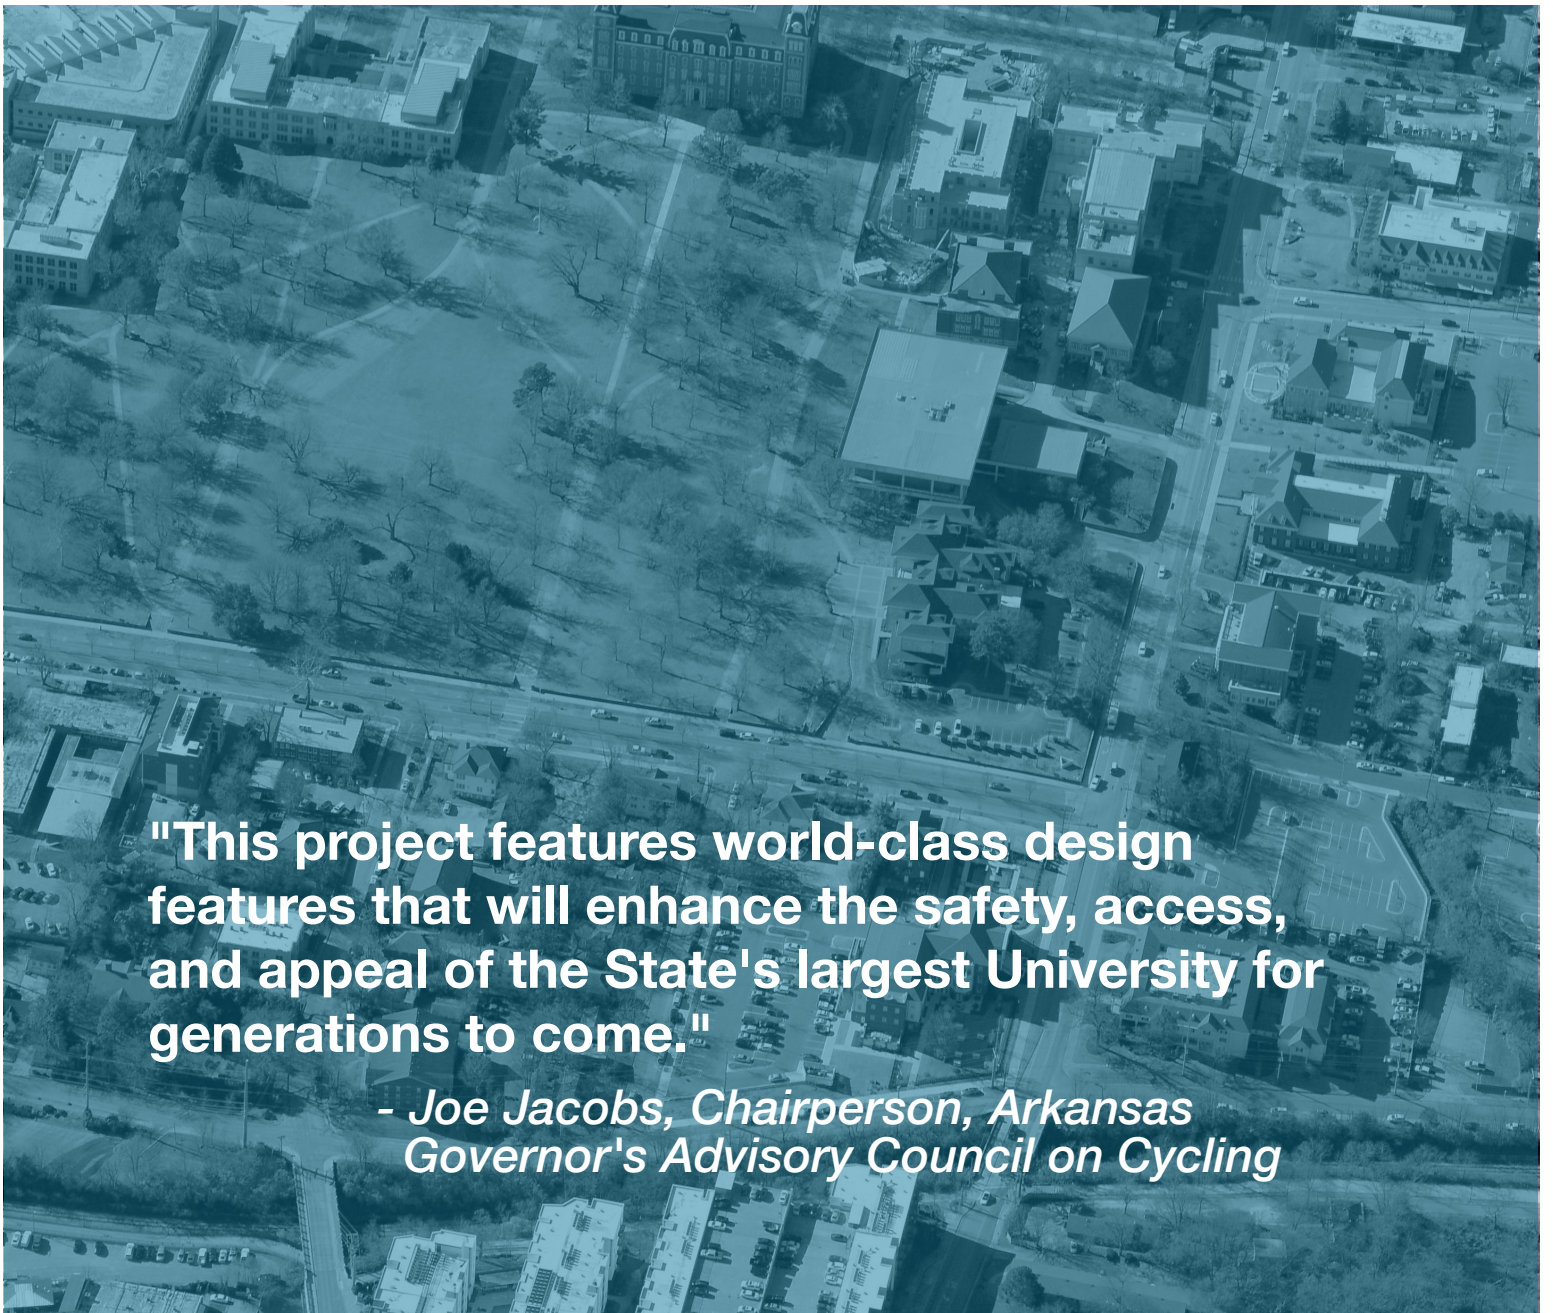 "This project features world-class design
features that will enhance the safety, access,
and appeal of the State's largest University for
generations to come."
- Joe Jacobs, Chairperson, Arkansas
Governor's Advisory Council on Cycling